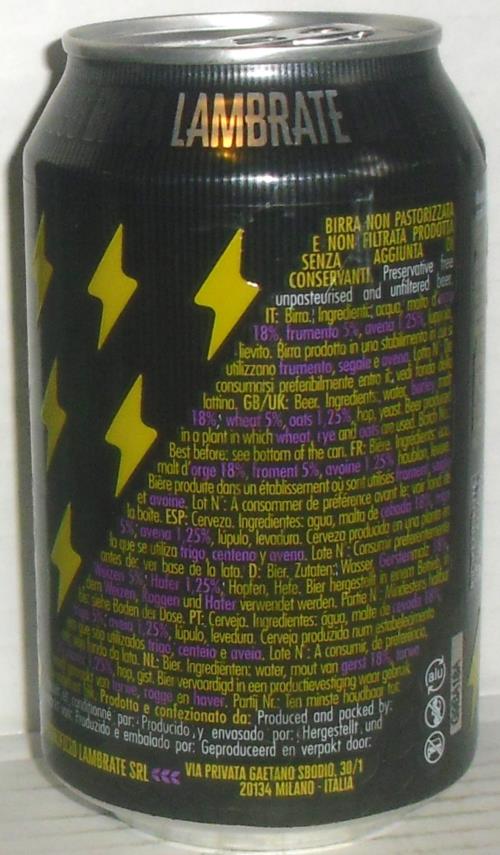 LAMBRATE
BIRRA NON PASTORIZZATA
E NON FILTRATA PRODOTTA
SENZA AGGIUNTA DI
CONSERVANTI. Preservative free
unpasteurised and unfiltered beer.
IT: Birra. Ingredienti: acqua, malto d'orzo
18%, frumento 5%, avena 1,25%, luppolo,
lievito. Birra prodotta in uno stabilimento in cui si
utilizzano frumento, segale e avena. Lotto N°. Da
consumarsi preferibilmente entro il: vedi fondo della
lattina. GB/UK: Beer. Ingredients: water, barley malt
18%, wheat 5%, oats 1,25%, hop, yeast. Beer produced
in a plant in which wheat, rye and oats are used. Batch No.
Best before: see bottom of the can. FR: Bière. Ingrédients: eau,
malt d'orge 18%, froment 5%, avoine 1,25%, houblon, levure.
Bière produite dans un établissement où sont utilisés froment, seigle
et avoine. Lot N°: A consommer de préférence avant le: voir fond de
la boîte. ESP: Cerveza. Ingredientes: agua, malta de cebada 18%, trigo
5%, avena 1,25%, lúpulo, levadura. Cerveza producida en una planta en
la que se utiliza trigo, centeno y avena. Lote N°: Consumir preferentemente
antes de: ver base de la lata. D: Bier. Zutaten: Wasser, Gerstenmalz 18%,
Weizen 5%, Hafer 1,25%, Hopfen, Hefe. Bier hergestellt in einem Betrieb, in
dem Weizen, Roggen und Hafer verwendet werden. Partie N°: Mindestens haltbar
bis: siehe Boden der Dose. PT: Cerveja. Ingredientes: água, malte de cevada 18%,
trigo 5%, aveia 1,25%, lúpulo, levedura. Cerveja produzida num estabelecimento
em que são utilizados trigo, centeio e aveia. Lote N°: A consumir, de preferência,
ver fundo da lata. NL: Bier. Ingrediënten: water, mout van gerst 18%, tarwe
1,25%, hop, gist. Bier vervaardigd in een productievestiging waar gebruik
van tarwe, rogge en haver. Partij Nr.: Ten minste houdbaar tot:
Prodotto e confezionato da: Produced and packed by:
et conditionné par: Producido y envasado por: Hergestellt und
von: Produzido e embalado por: Geproduceerd en verpakt door:
LAMBRATE SRL <<< VIA PRIVATA GAETANO SBODIO, 30/1
20134 MILANO - ITALIA
alu